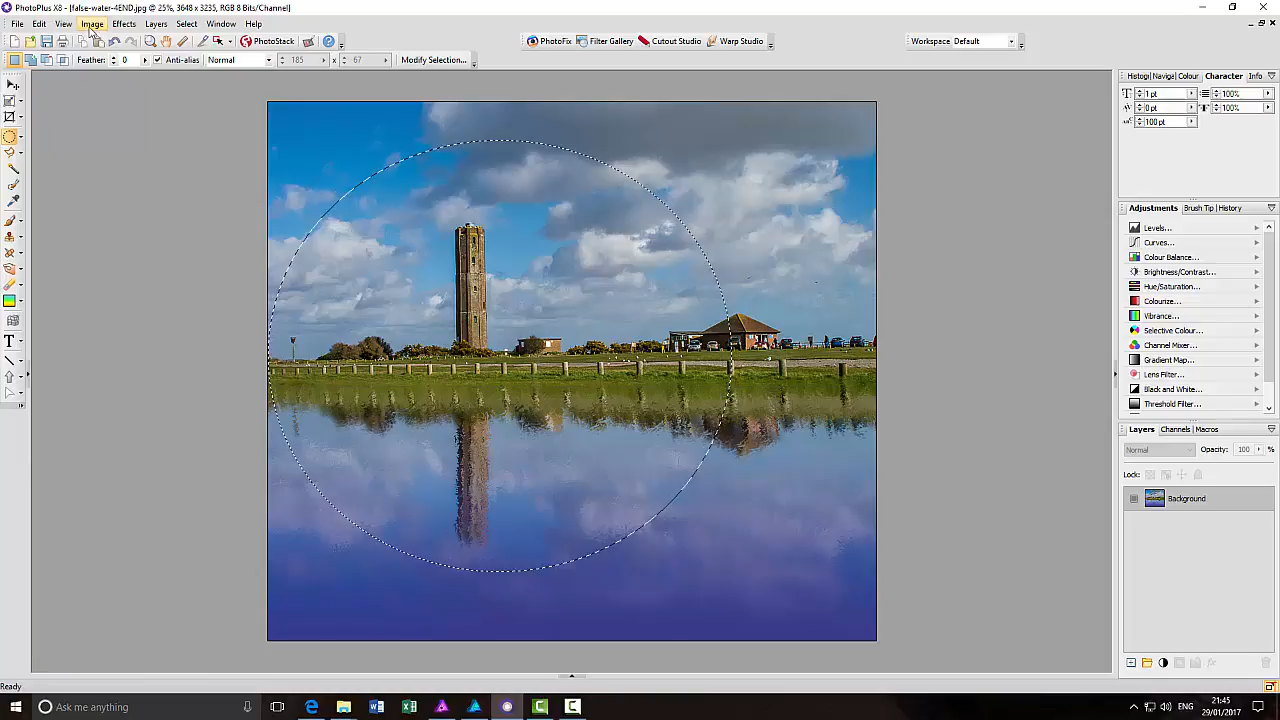 PhotoPlus X8 - [false-water-4END.jpg @ 25%, 3648 x 3235, RGB 8 Bits/Channel]
File Edit View Image Effects Layers Select Window Help
PhotoStack PhotoFix Filter Gallery Cutout Studio Warp Studio Workspace Default
Feather: 0 Anti-alias Normal 185 x 67 Modify Selection...
Histogr Naviga Colour Character Info
1 pt 100%
0 pt 100%
100 pt
Adjustments Brush Tip History
Levels...
Curves...
Colour Balance...
Brightness/Contrast...
Hue/Saturation...
Colourize...
Vibrance...
Selective Colour...
Channel Mixer...
Gradient Map...
Lens Filter...
Black and White...
Threshold Filter...
Layers Channels Macros
Normal Opacity: 100 %
Lock:
Background
Ready
Ask me anything
ENG
21:45
29/01/2017